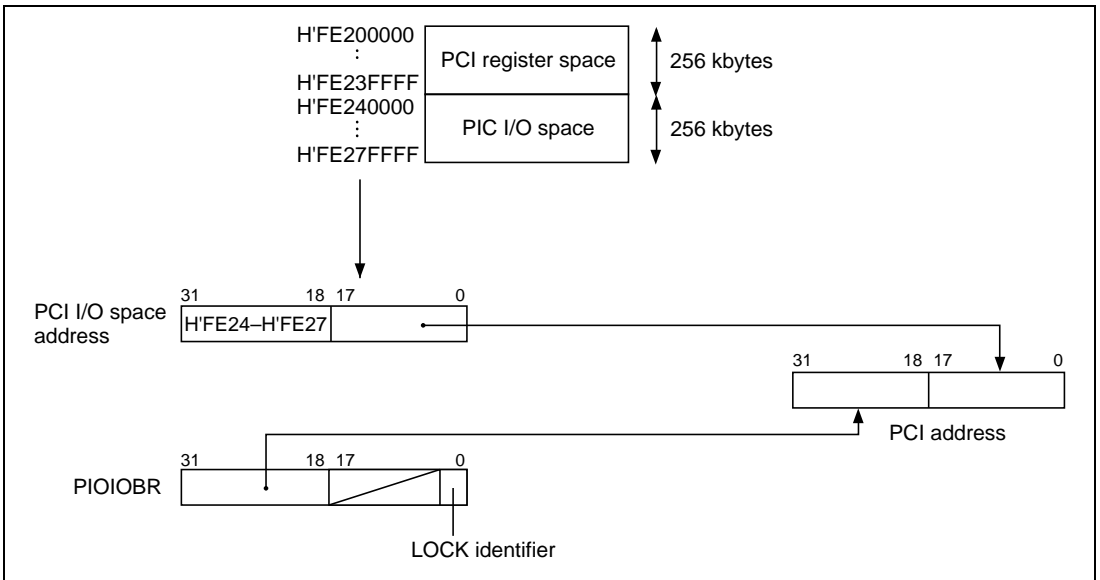 H'FE200000
⋮
H'FE23FFFF
H'FE240000
⋮
H'FE27FFFF
PCI register space
PIC I/O space
256 kbytes
256 kbytes
31 18 17 0
PCI I/O space
address
H'FE24–H'FE27
31 18 17 0
PCI address
31 18 17 0
PIOIOBR
LOCK identifier